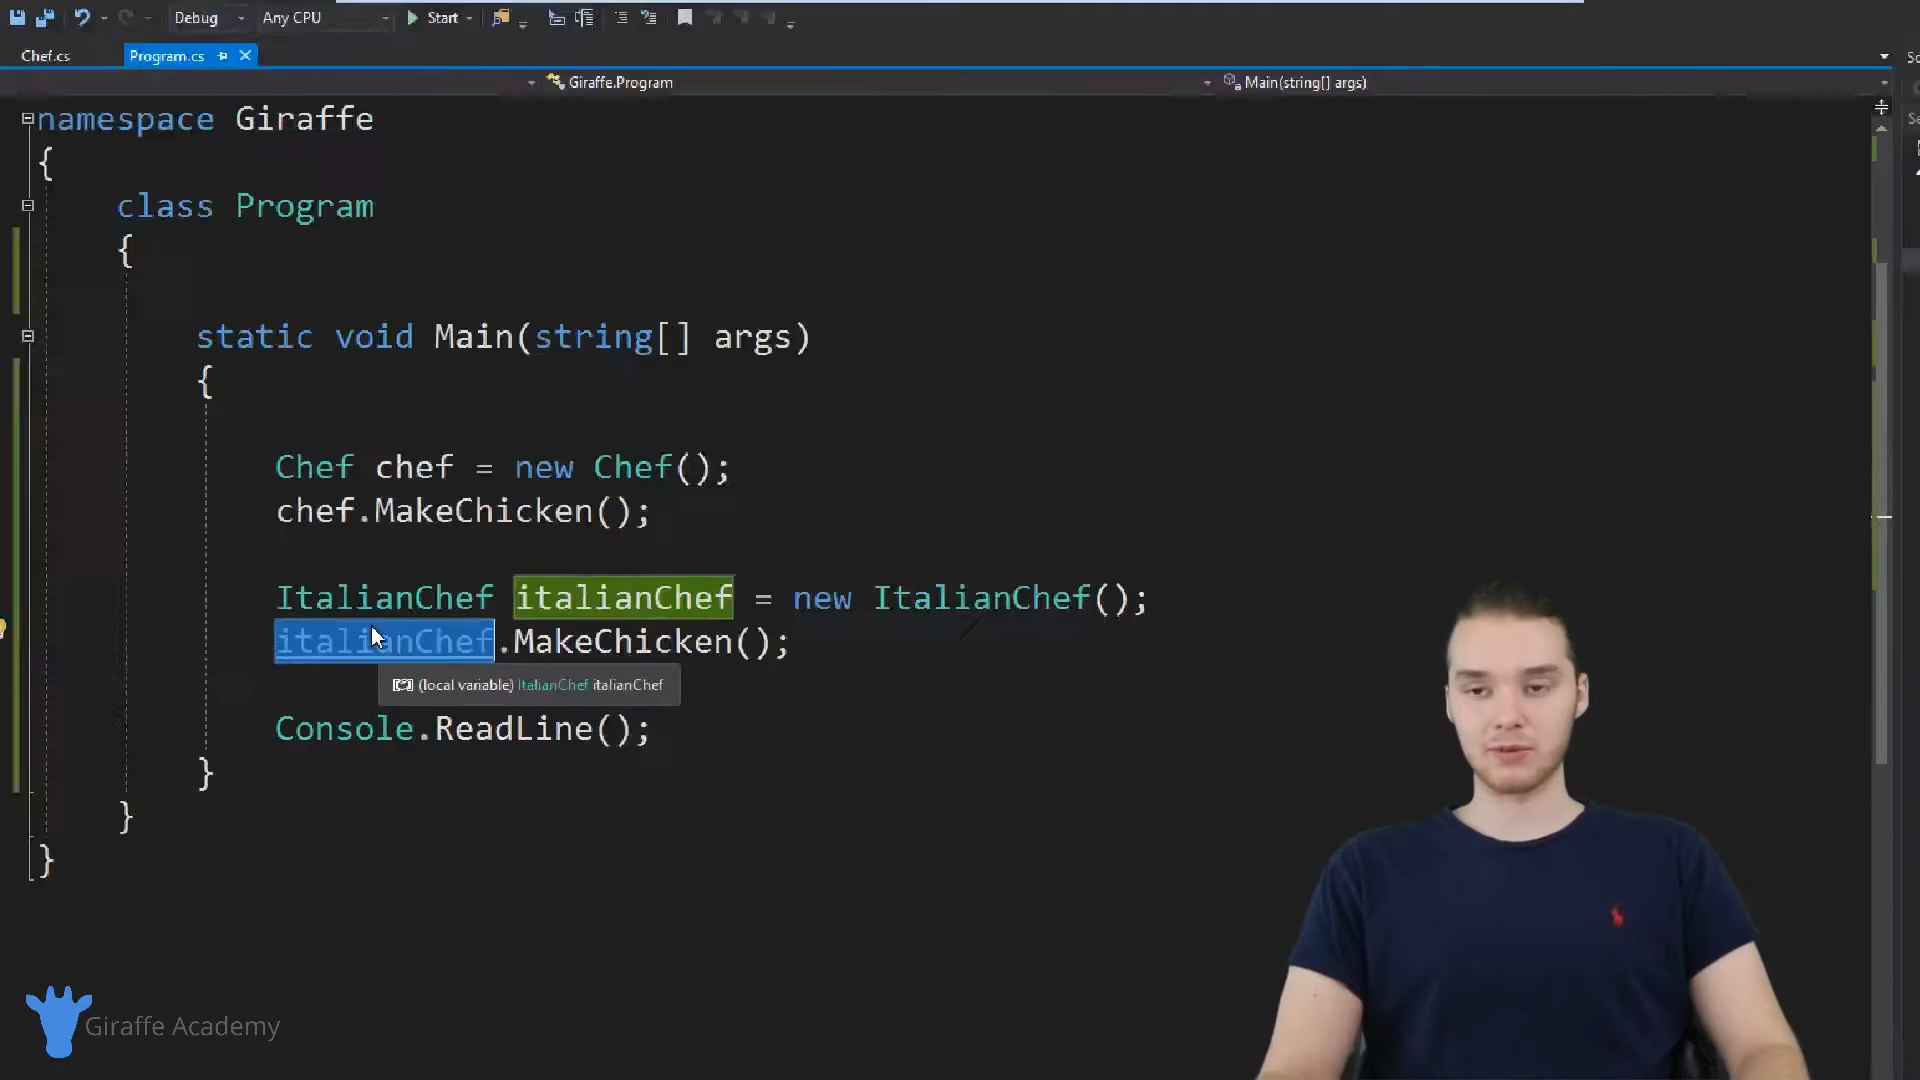 Debug Any CPU Start
Chef.cs Program.cs
Giraffe.Program Main(string[] args)
namespace Giraffe
{
class Program
{
static void Main(string[] args)
{
Chef chef = new Chef();
chef.MakeChicken();
ItalianChef italianChef = new ItalianChef();
italianChef.MakeChicken();
(local variable) ItalianChef italianChef
Console.ReadLine();
}
}
}
Giraffe Academy